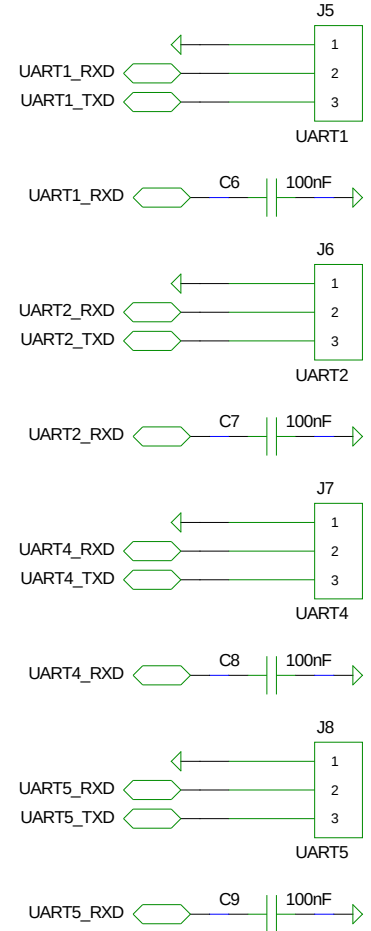 J5
1
UART1_RXD 2
UART1_TXD 3
UART1
C6 100nF
UART1_RXD
J6
1
UART2_RXD 2
UART2_TXD 3
UART2
C7 100nF
UART2_RXD
J7
1
UART4_RXD 2
UART4_TXD 3
UART4
C8 100nF
UART4_RXD
J8
1
UART5_RXD 2
UART5_TXD 3
UART5
C9 100nF
UART5_RXD